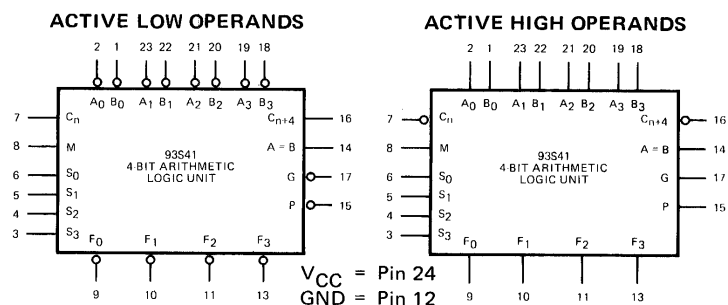 ACTIVE LOW OPERANDS
2 1 23 22 21 20 19 18
A0 B0 A1 B1 A2 B2 A3 B3
7 Cn Cn+4 16
8 M A = B 14
93S41
4-BIT ARITHMETIC
LOGIC UNIT
6 S0 G 17
5 S1
4 S2 P 15
3 S3
F0 F1 F2 F3
9 10 11 13
ACTIVE HIGH OPERANDS
2 1 23 22 21 20 19 18
A0 B0 A1 B1 A2 B2 A3 B3
7 Cn Cn+4 16
8 M A = B 14
93S41
4-BIT ARITHMETIC
LOGIC UNIT
6 S0 G 17
5 S1
4 S2 P 15
3 S3
F0 F1 F2 F3
9 10 11 13
VCC = Pin 24
GND = Pin 12